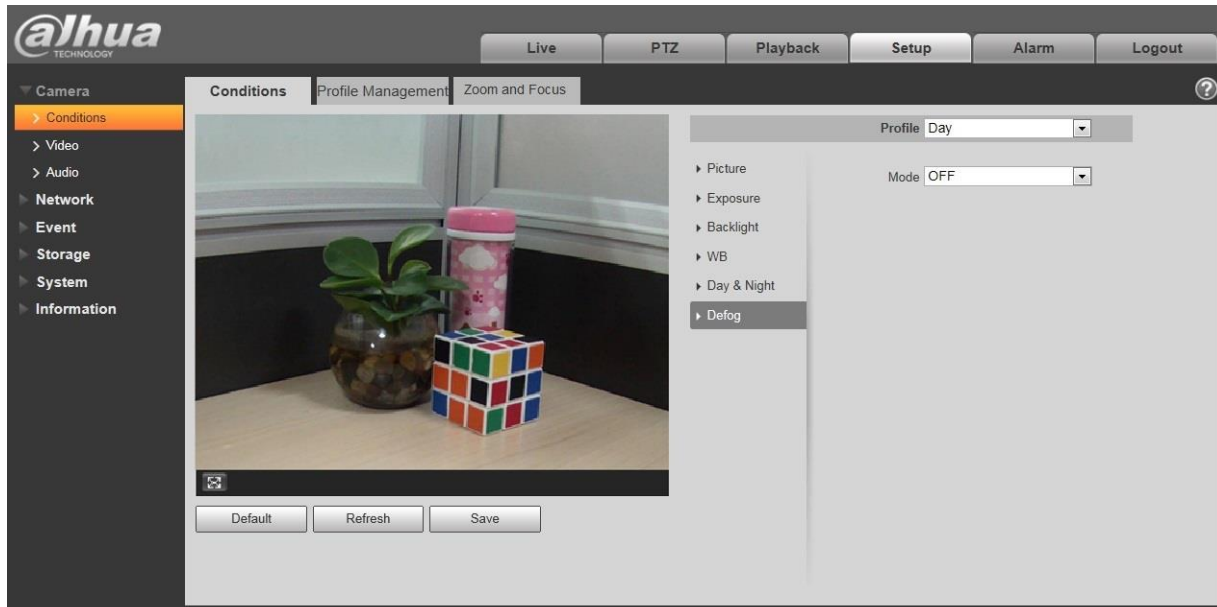 alhua
TECHNOLOGY
Live PTZ Playback Setup Alarm Logout
Camera
Conditions
Video
Audio
Network
Event
Storage
System
Information
Conditions Profile Management Zoom and Focus
?
Profile Day
Picture
Exposure
Backlight
WB
Day & Night
Defog
Mode OFF
Default Refresh Save